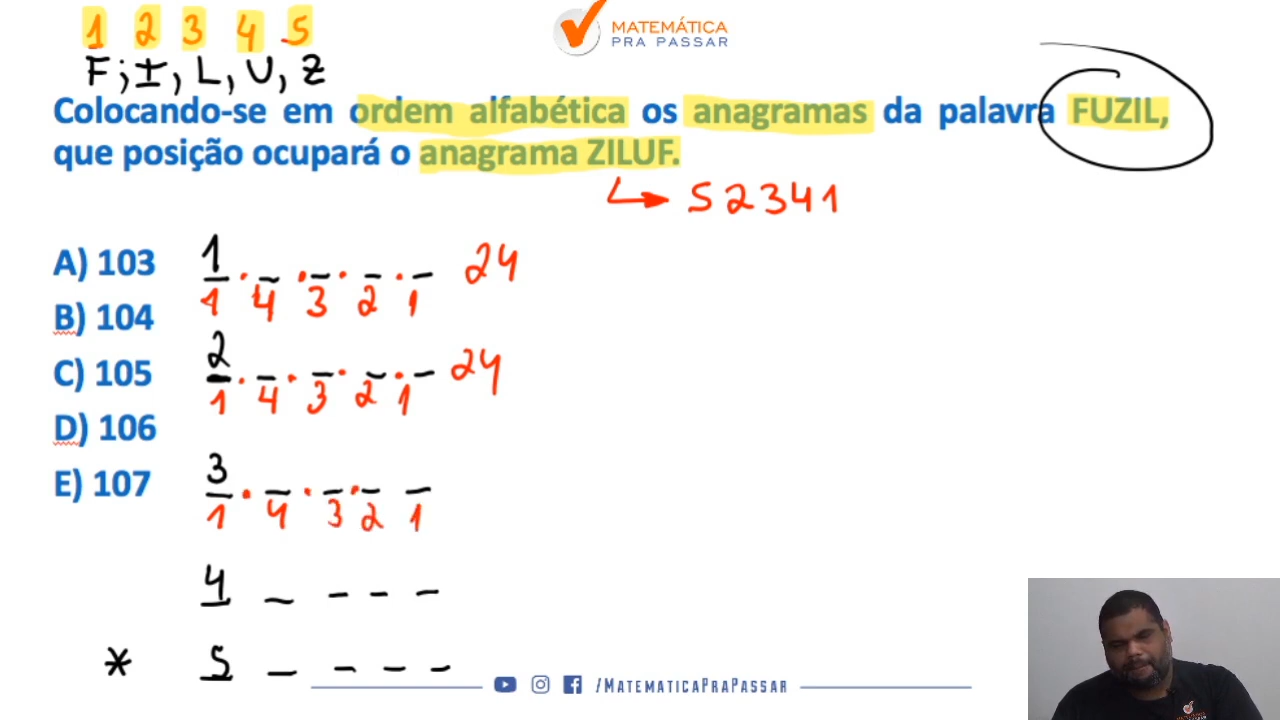 1 2 3 4 5
F; I, L, U, Z
MATEMÁTICA
PRA PASSAR
Colocando-se em ordem alfabética os anagramas da palavra FUZIL,
que posição ocupará o anagrama ZILUF.
52341
A) 103
B) 104
C) 105
D) 106
E) 107
1 24
1 · 4 · 3 · 2 · 1
2 24
1 · 4 · 3 · 2 · 1
3
1 · 4 · 3 · 2 1
4
* 5
/MATEMATICAPRAPASSAR